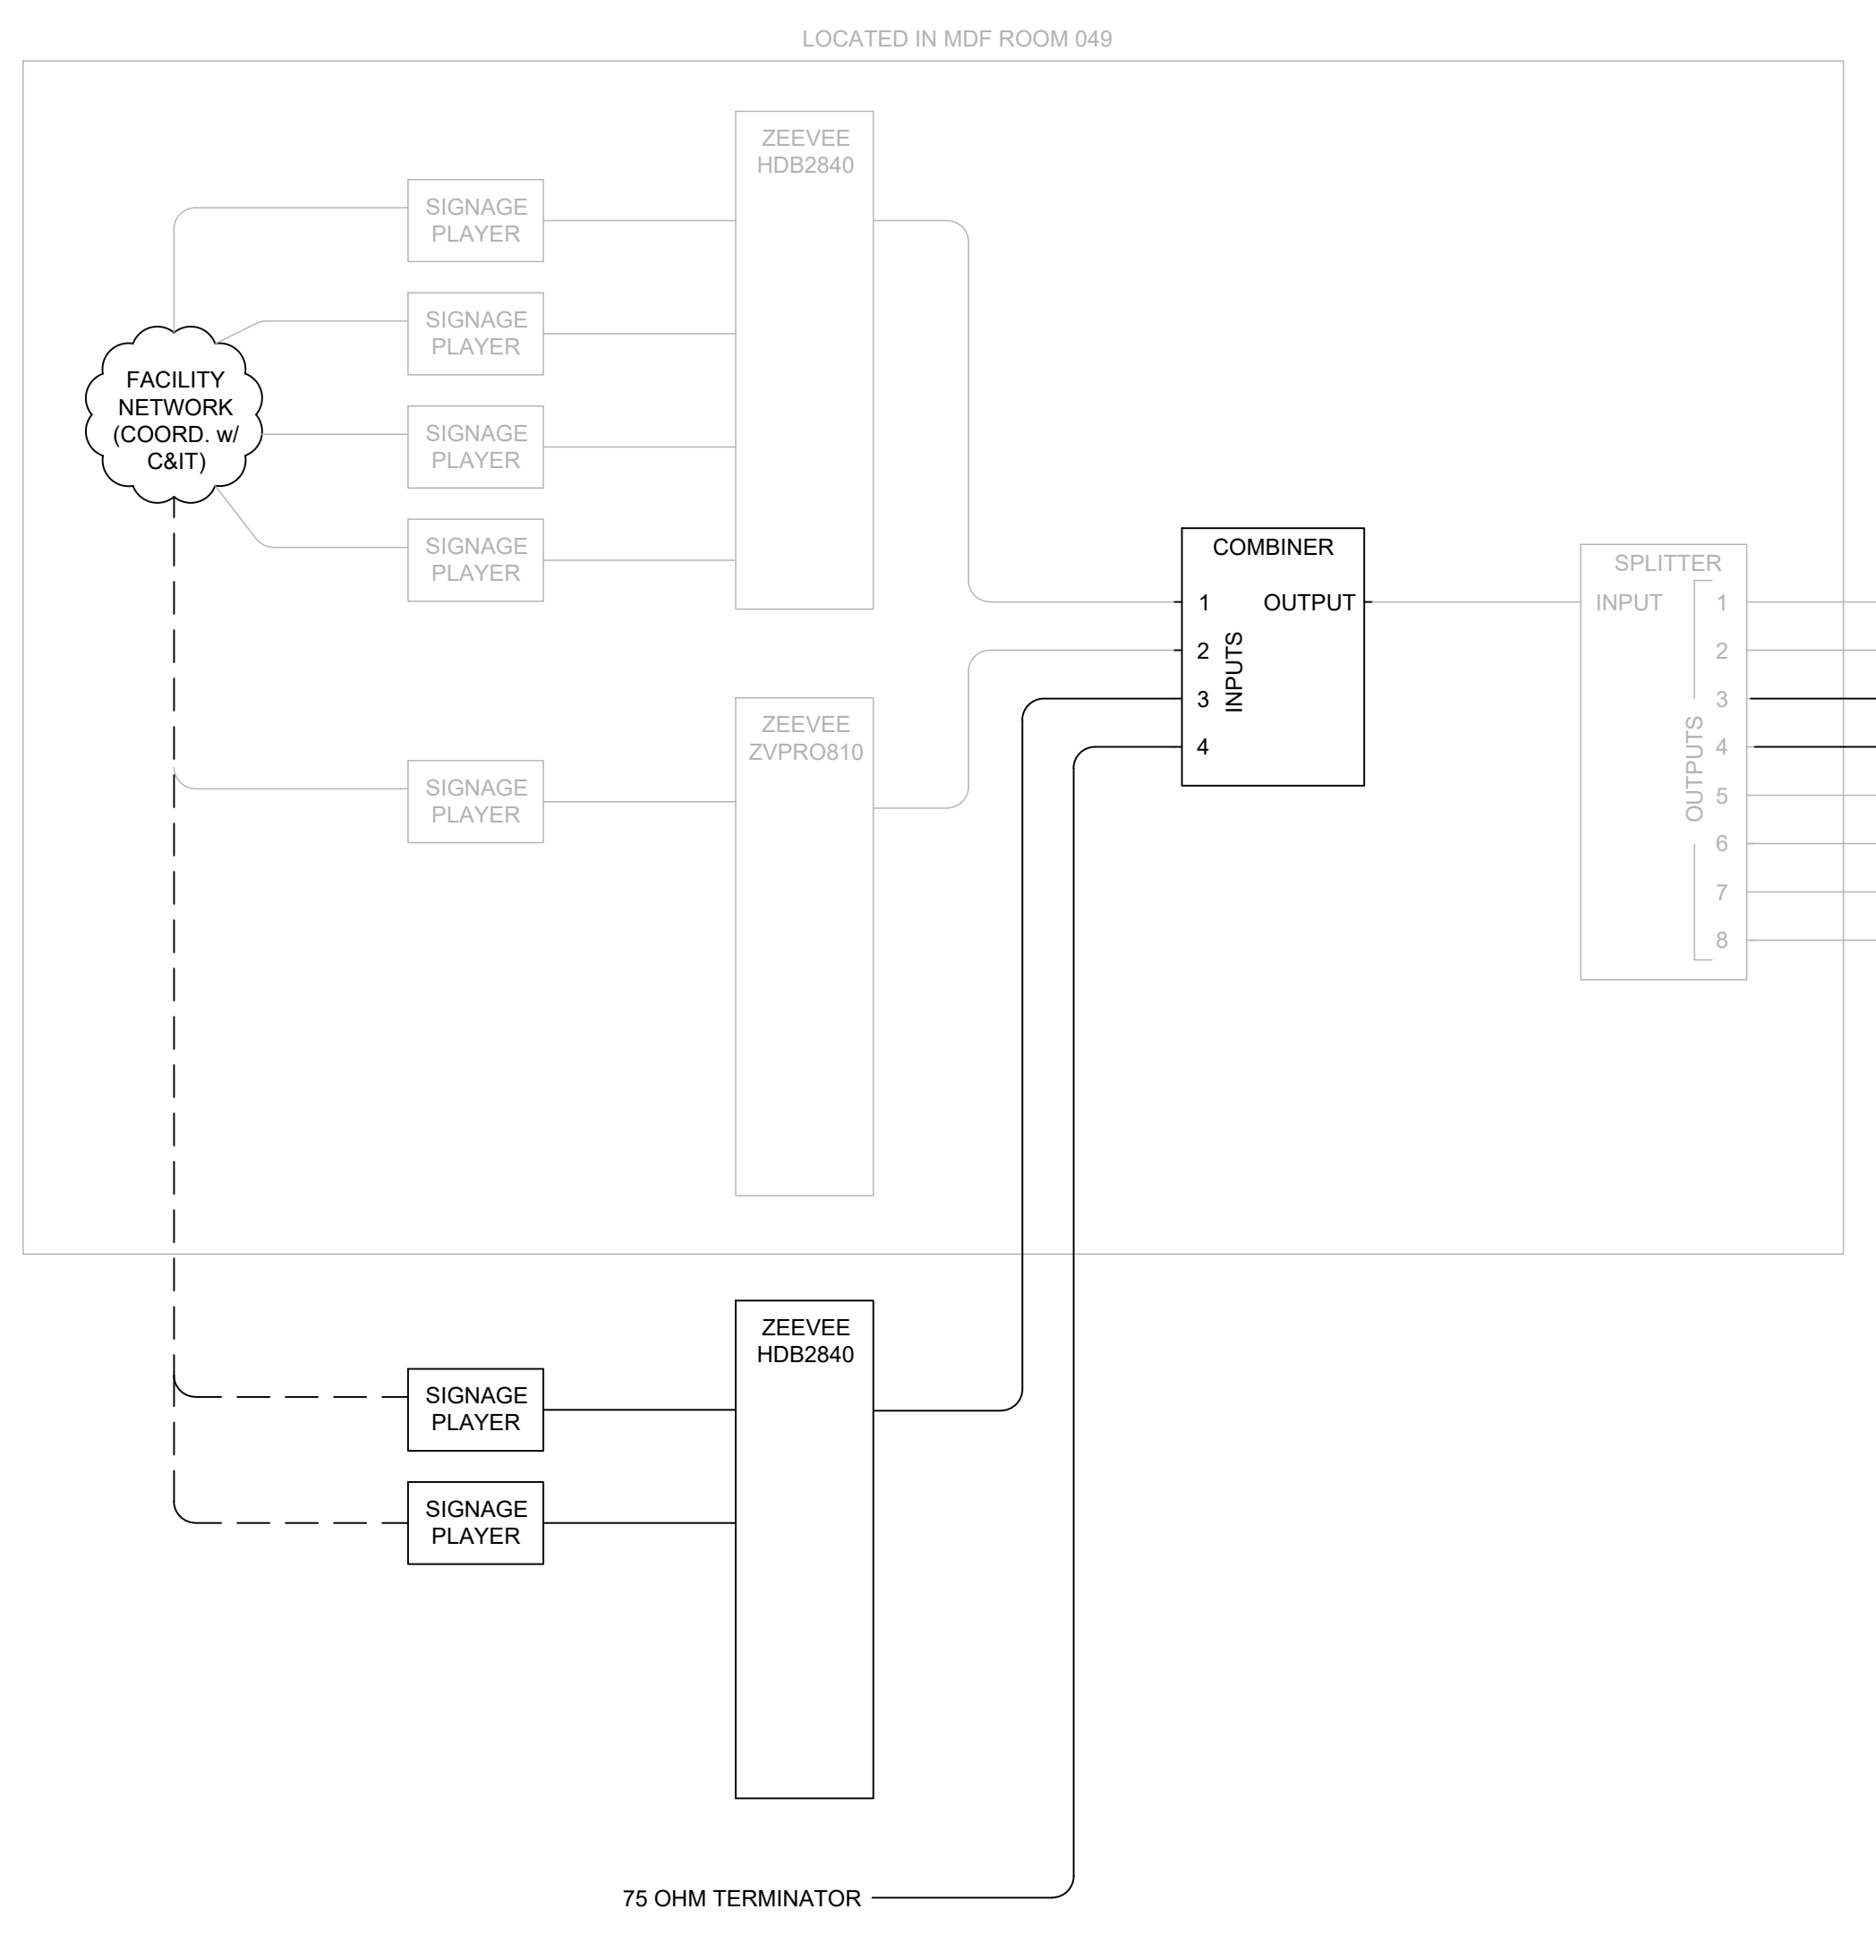 LOCATED IN MDF ROOM 049
ZEEVEE
HDB2840
SIGNAGE
PLAYER
SIGNAGE
PLAYER
SIGNAGE
PLAYER
SIGNAGE
PLAYER
FACILITY
NETWORK
(COORD. w/
C&IT)
COMBINER
1
OUTPUT
2
3
4
INPUTS
SPLITTER
INPUT
1
2
3
4
5
6
7
8
OUTPUTS
ZEEVEE
ZVPRO810
SIGNAGE
PLAYER
ZEEVEE
HDB2840
SIGNAGE
PLAYER
SIGNAGE
PLAYER
75 OHM TERMINATOR